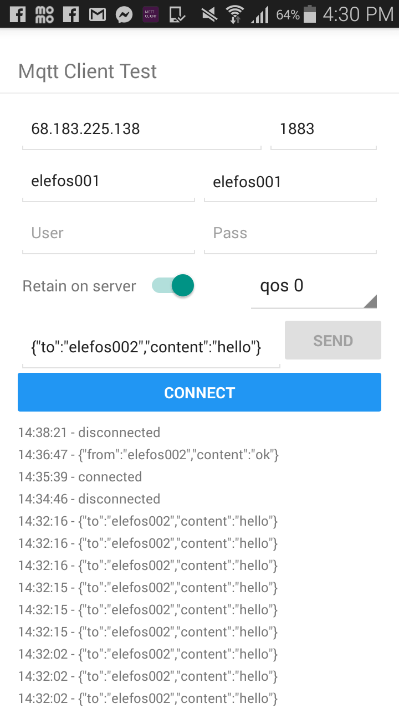 64% 4:30 PM
Mqtt Client Test
68.183.225.138 1883
elefos001 elefos001
User Pass
Retain on server qos 0
{"to":"elefos002","content":"hello"} SEND
CONNECT
14:38:21 - disconnected
14:36:47 - {"from":"elefos002","content":"ok"}
14:35:39 - connected
14:34:46 - disconnected
14:32:16 - {"to":"elefos002","content":"hello"}
14:32:16 - {"to":"elefos002","content":"hello"}
14:32:16 - {"to":"elefos002","content":"hello"}
14:32:15 - {"to":"elefos002","content":"hello"}
14:32:15 - {"to":"elefos002","content":"hello"}
14:32:15 - {"to":"elefos002","content":"hello"}
14:32:02 - {"to":"elefos002","content":"hello"}
14:32:02 - {"to":"elefos002","content":"hello"}
14:32:02 - {"to":"elefos002","content":"hello"}